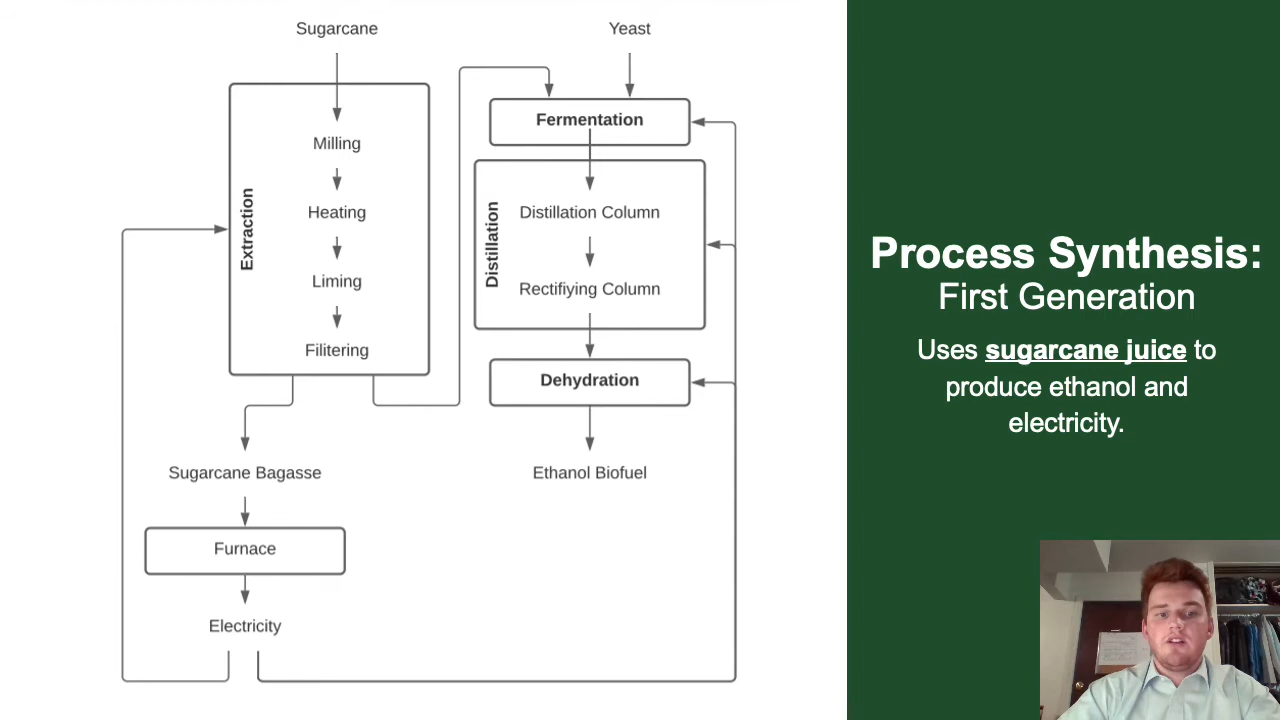 Sugarcane
Yeast
Extraction
Milling
Heating
Liming
Filitering
Fermentation
Distillation
Distillation Column
Rectifiying Column
Dehydration
Ethanol Biofuel
Sugarcane Bagasse
Furnace
Electricity
Process Synthesis:
First Generation
Uses sugarcane juice to
produce ethanol and
electricity.